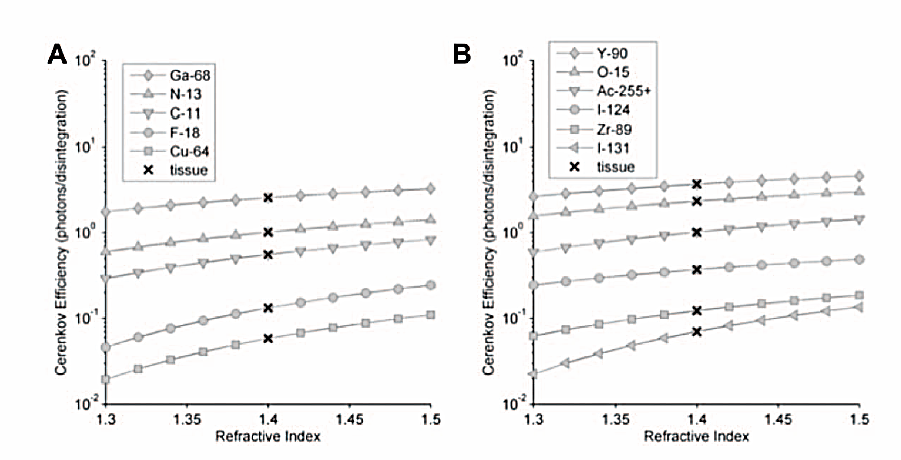 A
Cerenkov Efficiency (photons/disintegration)
10²
10¹
10⁰
10⁻¹
10⁻²
Ga-68
N-13
C-11
F-18
Cu-64
tissue
1.3 1.35 1.4 1.45 1.5
Refractive Index
B
Cerenkov Efficiency (photons/disintegration)
10²
10¹
10⁰
10⁻¹
10⁻²
Y-90
O-15
Ac-255+
I-124
Zr-89
I-131
tissue
1.3 1.35 1.4 1.45 1.5
Refractive Index